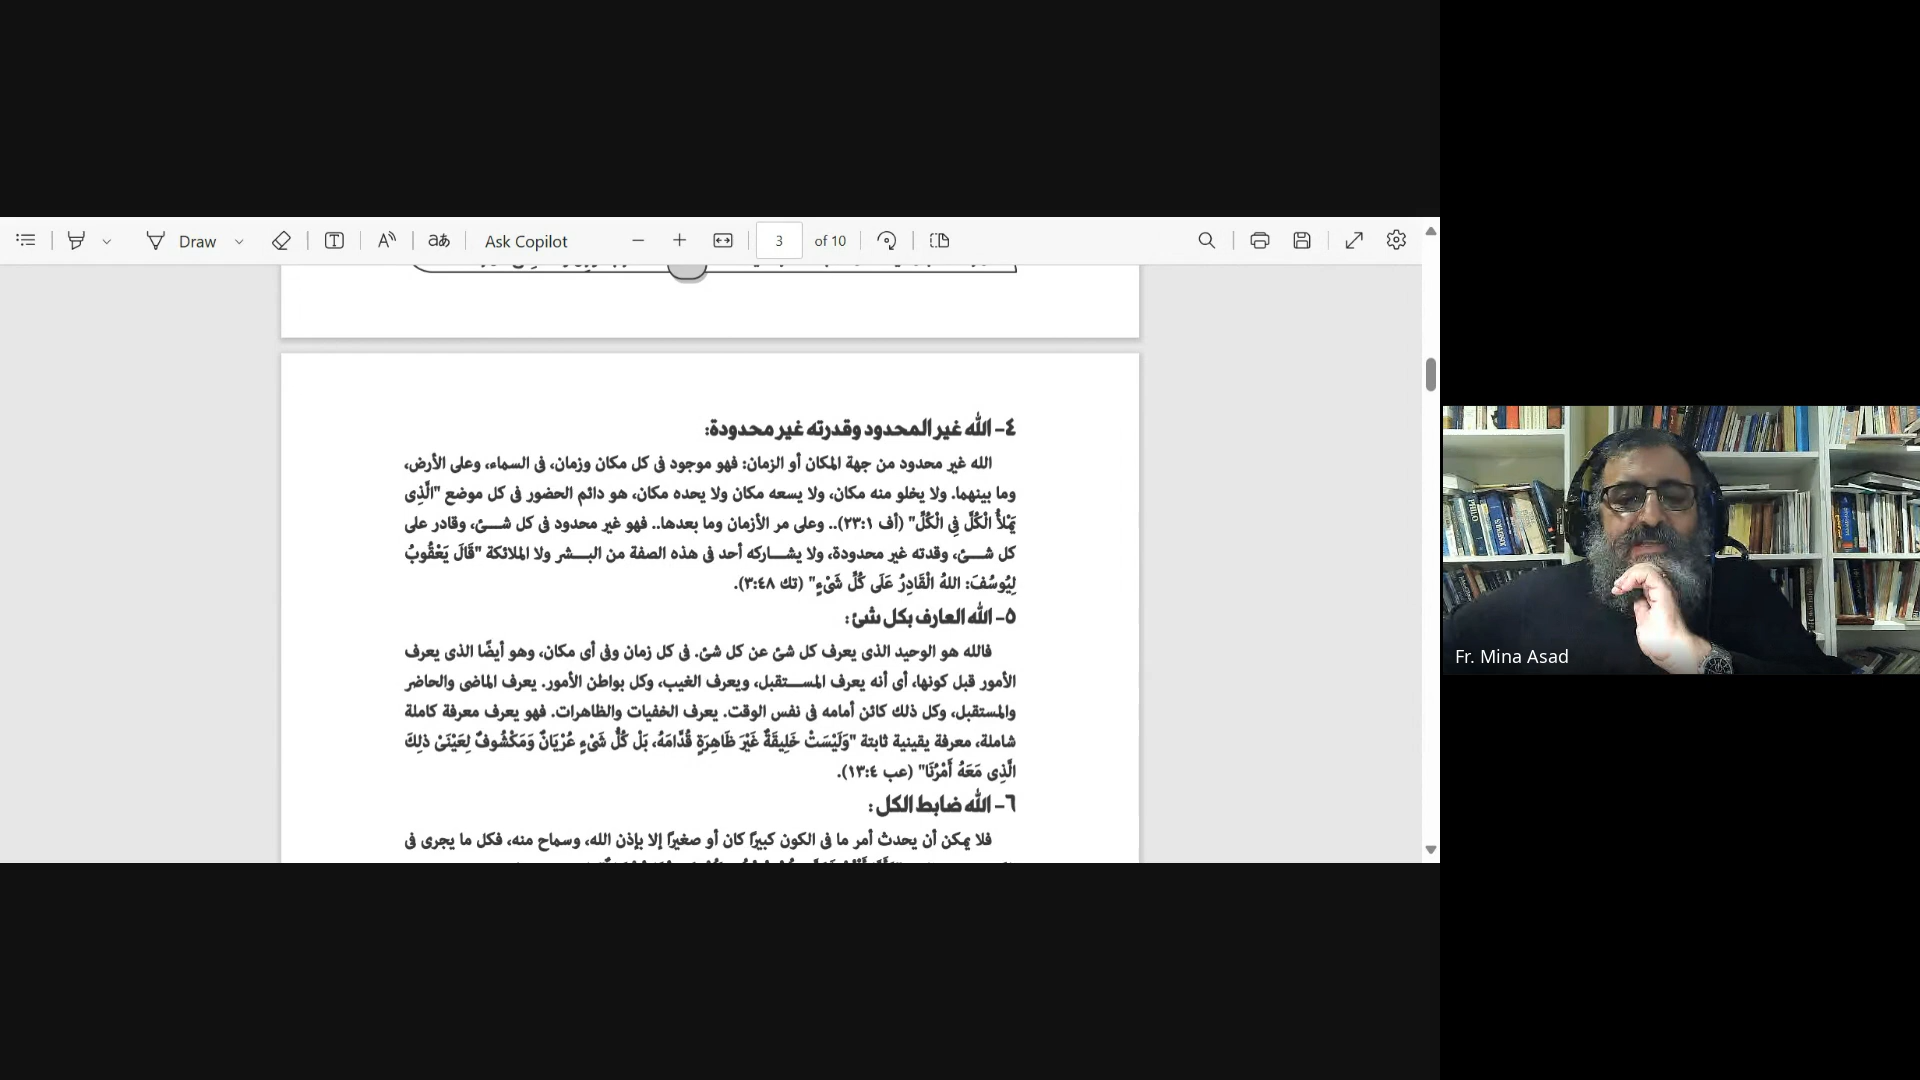 Draw
Ask Copilot
3 of 10
٤- الله غير المحدود وقدرته غير محدودة:
الله غير محدود من جهة المكان أو الزمان: فهو موجود فى كل مكان وزمان، فى السماء، وعلى الأرض،
وما بينهما. ولا يخلو منه مكان، ولا يسعه مكان ولا يحده مكان، هو دائم الحضور فى كل موضع "الَّذِى
يَمْلأُ الْكُلَّ فِي الْكُلِّ" (أف ٢٣:١).. وعلى مر الأزمان وما بعدها.. فهو غير محدود فى كل شــئ، وقادر على
كل شــئ، وقدته غير محدودة، ولا يشــاركه أحد فى هذه الصفة من البــشر ولا الملائكة "قَالَ يَعْقُوبُ
لِيُوسُفَ: اللهُ الْقَادِرُ عَلَى كُلِّ شَىْءٍ" (تك ٣:٤٨).
٥- الله العارف بكل شئ:
فالله هو الوحيد الذى يعرف كل شئ عن كل شئ. فى كل زمان وفى أى مكان، وهو أيضًا الذى يعرف
الأمور قبل كونها، أى أنه يعرف المســتقبل، ويعرف الغيب، وكل بواطن الأمور. يعرف الماضى والحاضر
والمستقبل، وكل ذلك كائن أمامه فى نفس الوقت. يعرف الخفيات والظاهرات. فهو يعرف معرفة كاملة
شاملة، معرفة يقينية ثابتة "وَلَيْسَتْ خَلِيقَةٌ غَيْرَ ظَاهِرَةٍ قُدَّامَهُ، بَلْ كُلُّ شَىْءٍ عُرْيَانٌ وَمَكْشُوفٌ لِعَيْنَىْ ذلِكَ
الَّذِى مَعَهُ أَمْرُنَا" (عب ١٣:٤).
٦- الله ضابط الكل:
فلا يمكن أن يحدث أمر ما فى الكون كبيرًا كان أو صغيرًا إلا بإذن الله، وسماح منه، فكل ما يجرى فى
Fr. Mina Asad